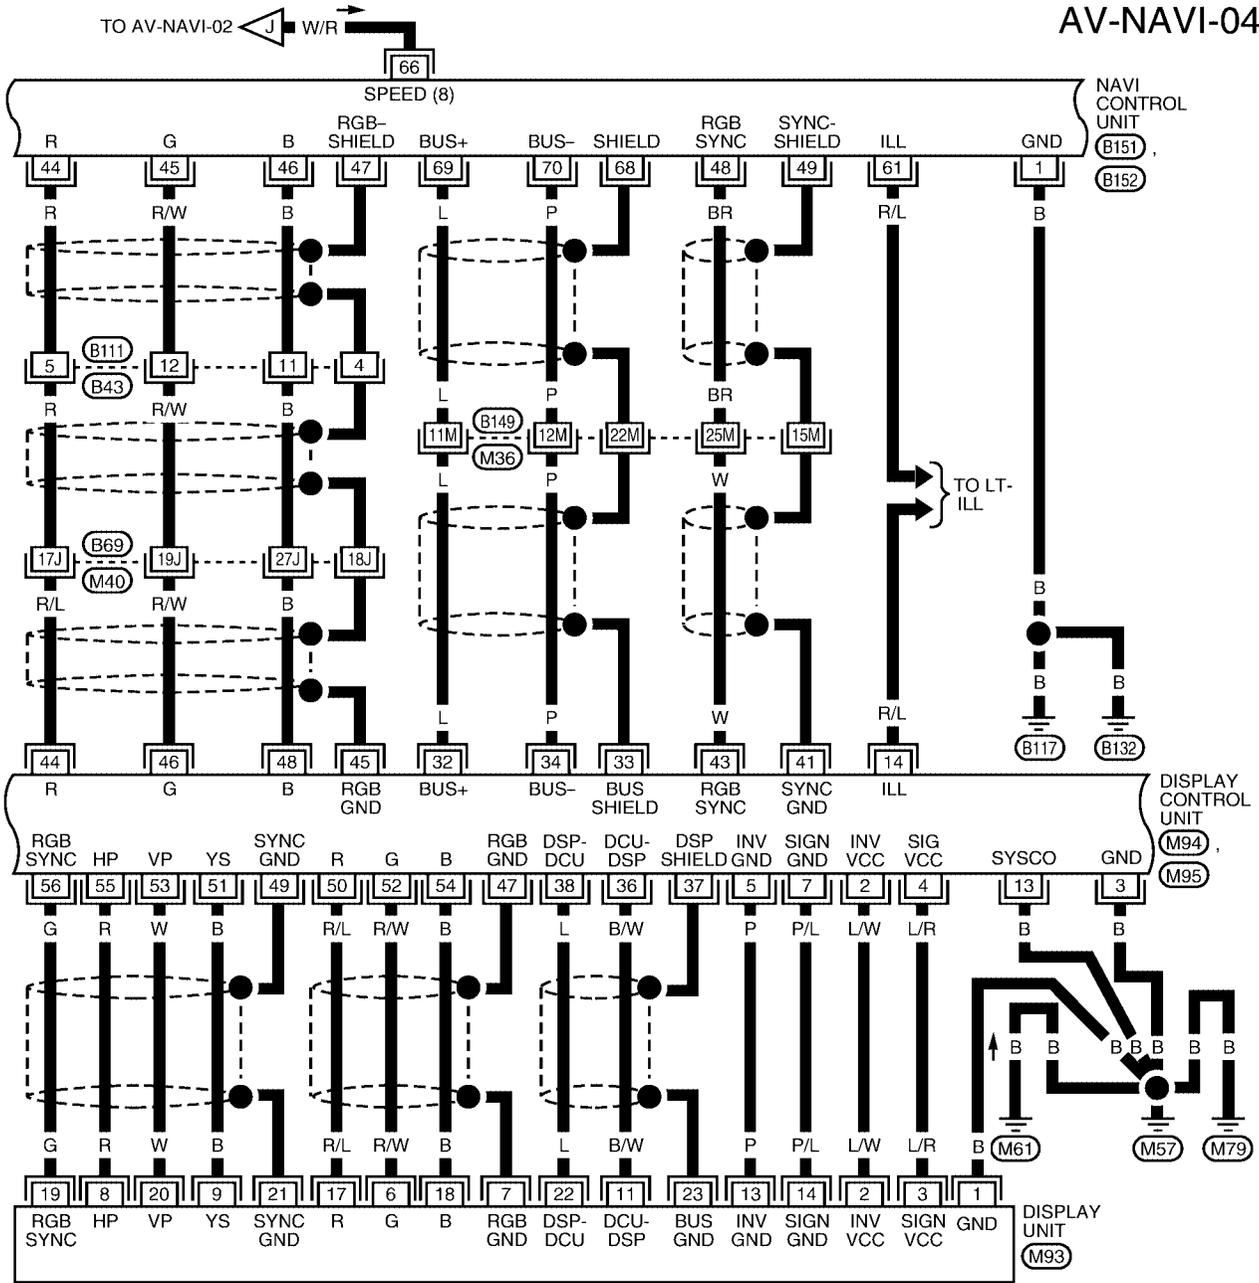 AV-NAVI-04
TO AV-NAVI-02 J W/R
66
SPEED (8)
NAVI
CONTROL
UNIT
B151 ,
B152
RGB– RGB SYNC-
R G B SHIELD BUS+ BUS– SHIELD SYNC SHIELD ILL GND
44 45 46 47 69 70 68 48 49 61 1
R R/W B L P BR R/L B
B111
5 12 11 4
B43
R R/W B L P BR
B149
11M 12M 22M 25M 15M
M36
L P W
TO LT-
ILL
B69
17J 19J 27J 18J
M40
R/L R/W B B
B B
L P W R/L
B117 B132
44 46 48 45 32 34 33 43 41 14
R G B RGB BUS+ BUS– BUS RGB SYNC ILL
GND SHIELD SYNC GND
DISPLAY
CONTROL
UNIT
M94 ,
M95
RGB SYNC RGB DSP- DCU- DSP INV SIGN INV SIG
SYNC HP VP YS GND R G B GND DCU DSP SHIELD GND GND VCC VCC SYSCO GND
56 55 53 51 49 50 52 54 47 38 36 37 5 7 2 4 13 3
G R W B R/L R/W B L B/W P P/L L/W L/R B B
B B B B B B B
G R W B R/L R/W B L B/W P P/L L/W L/R B
M61 M57 M79
19 8 20 9 21 17 6 18 7 22 11 23 13 14 2 3 1
RGB HP VP YS SYNC R G B RGB DSP- DCU- BUS INV SIGN INV SIGN GND
SYNC GND GND DCU DSP GND GND GND VCC VCC
DISPLAY
UNIT
M93